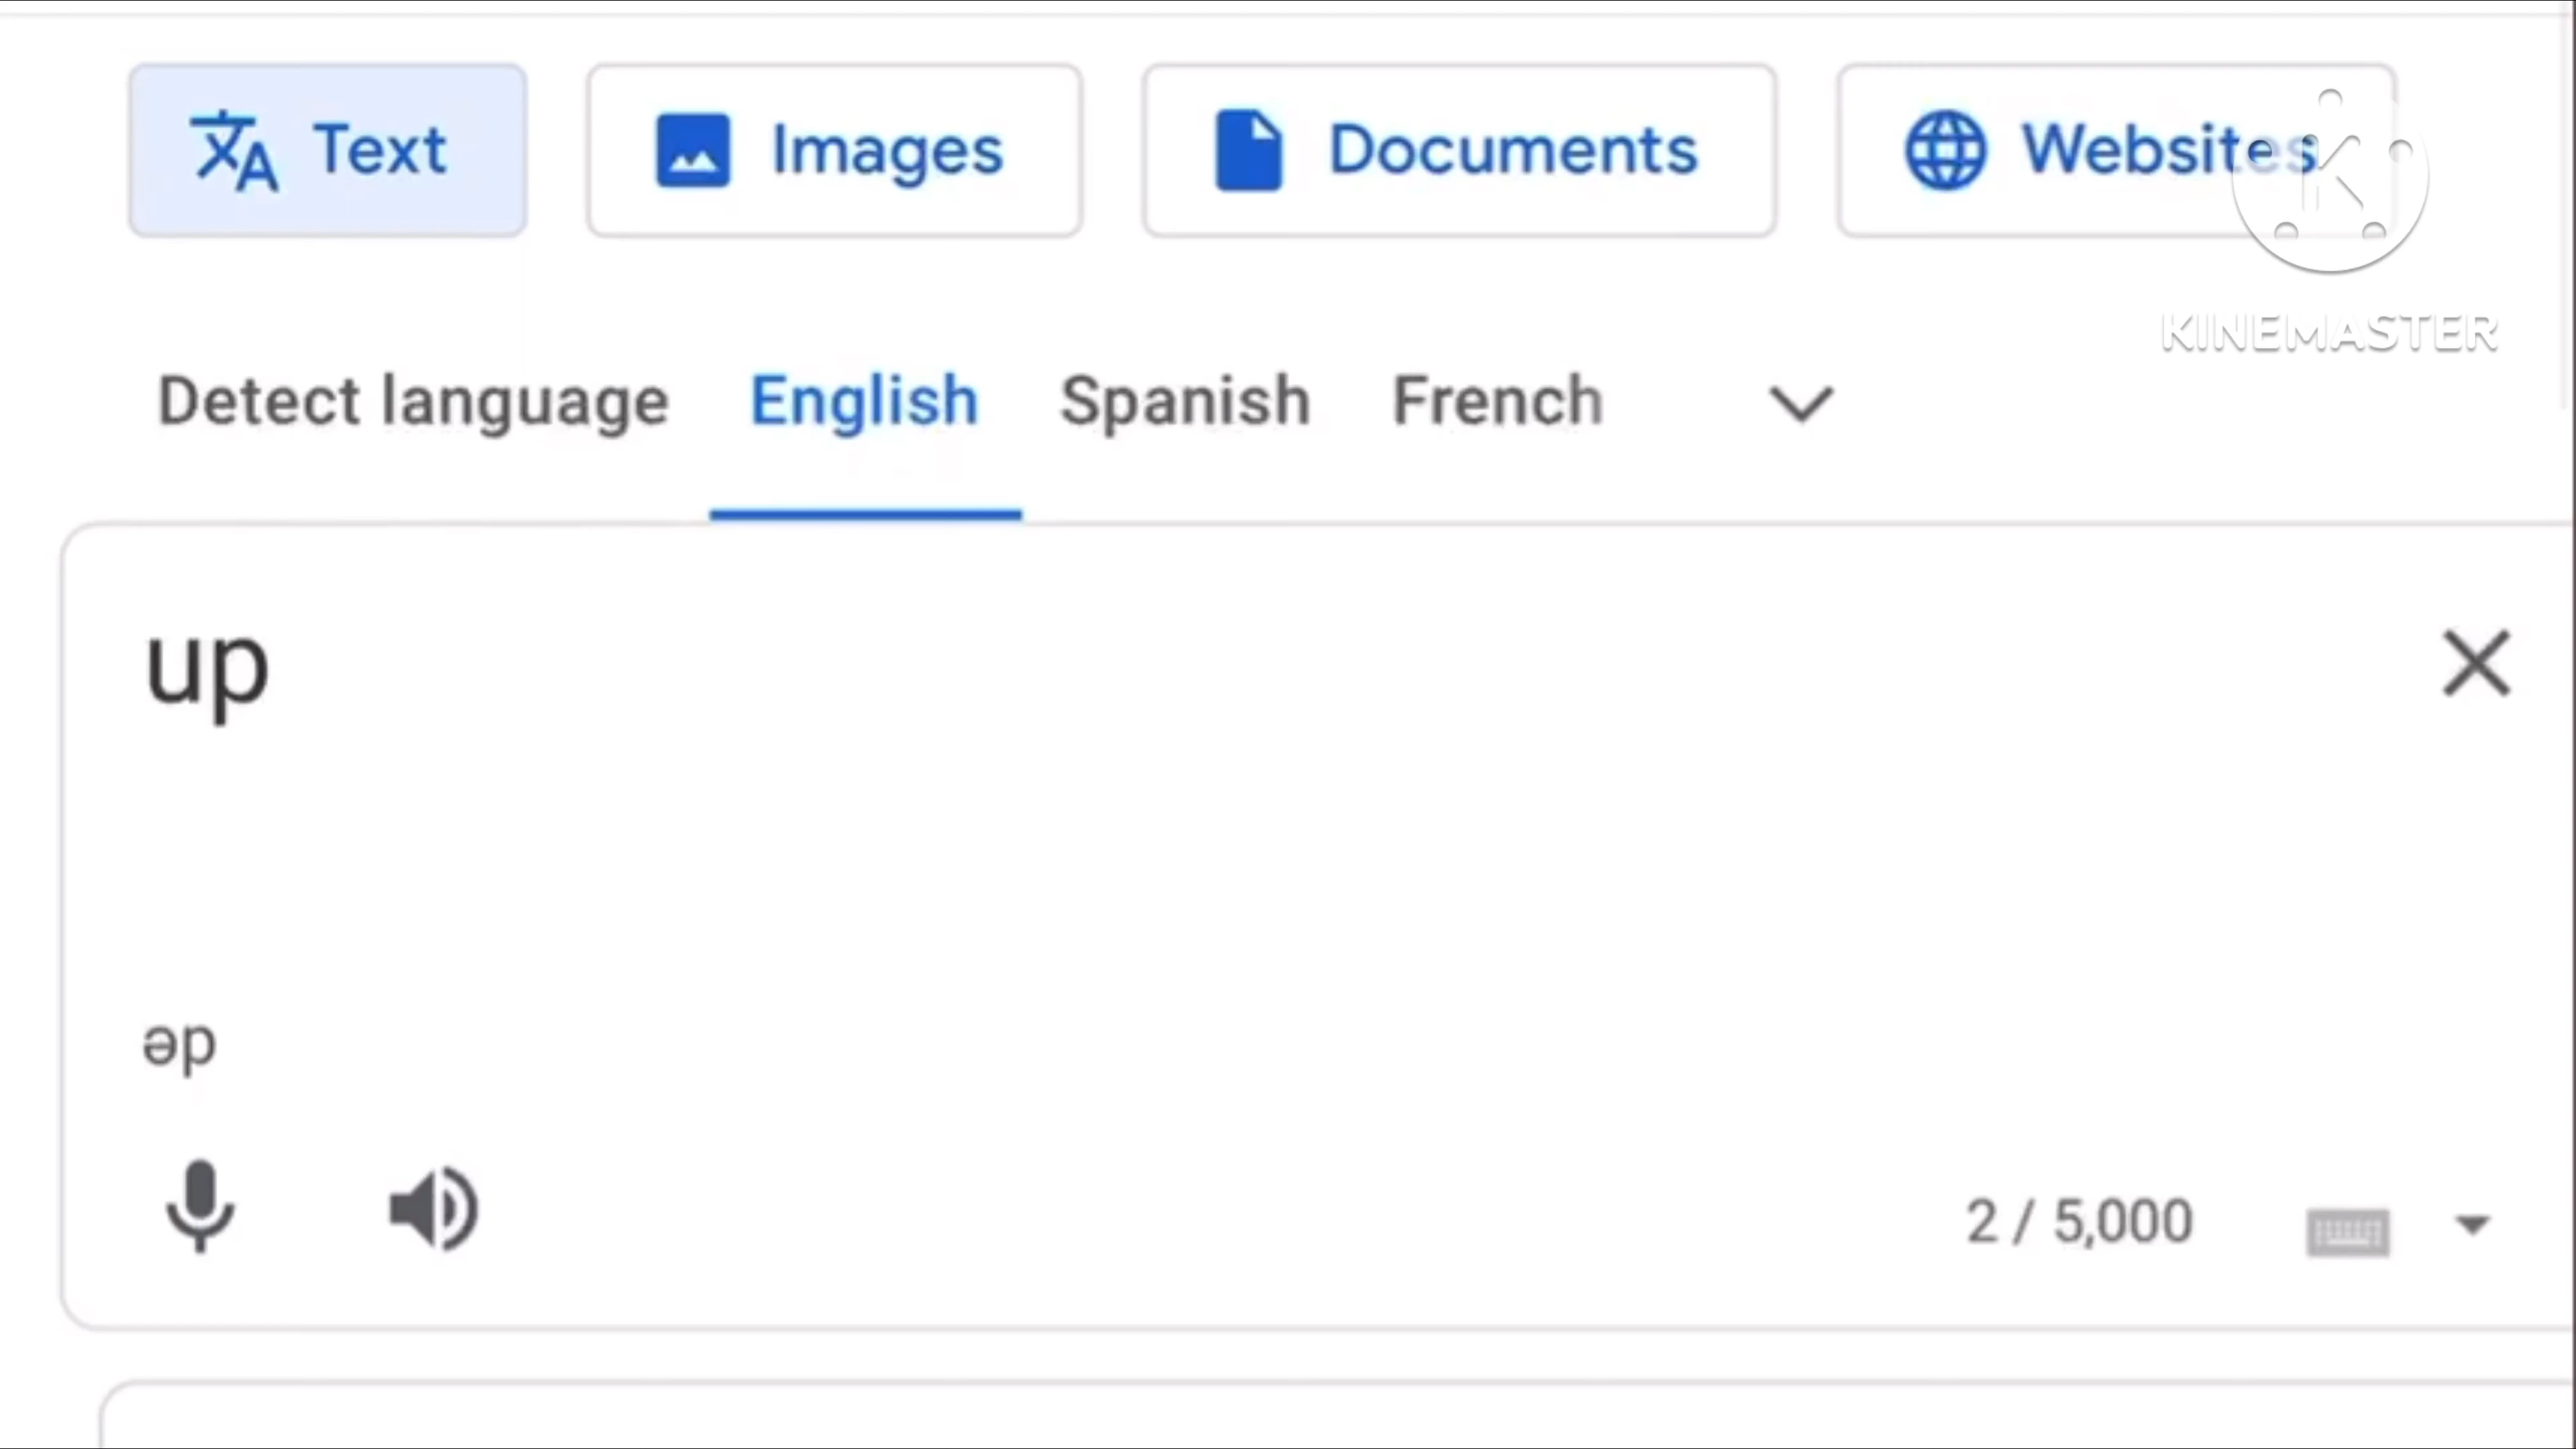 Text Images Documents Websites
KINEMASTER
Detect language English Spanish French
up
əp
2 / 5,000